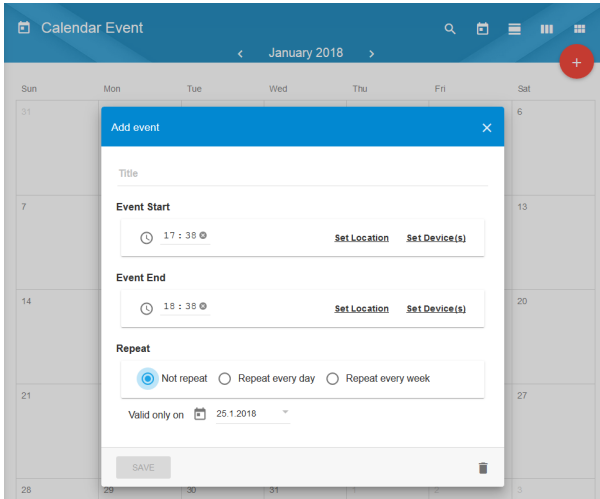 Calendar Event
January 2018
Sun Mon Tue Wed Thu Fri Sat
31 6
Add event
Title
7 13
Event Start
17:38 Set Location Set Device(s)
Event End
14 20
18:38 Set Location Set Device(s)
Repeat
Not repeat Repeat every day Repeat every week
21 27
Valid only on 25.1.2018
SAVE
28 29 30 31 1 2 3